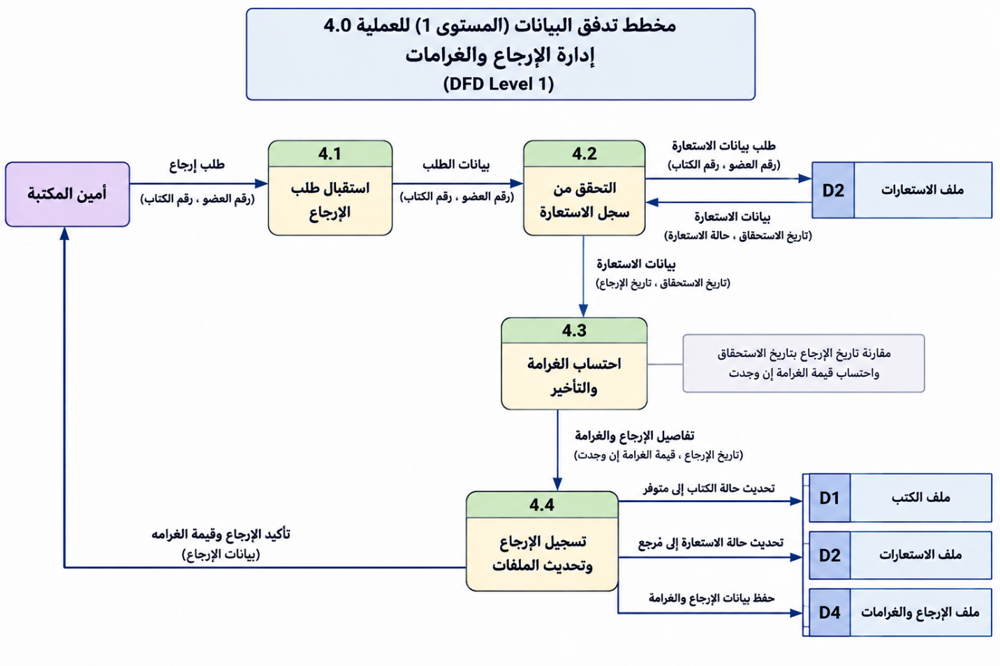 مخطط تدفق البيانات (المستوى 1) للعملية 4.0
إدارة الإرجاع والغرامات
(DFD Level 1)
أمين المكتبة
طلب إرجاع
(رقم العضو ، رقم الكتاب)
4.1
استقبال طلب
الإرجاع
بيانات الطلب
(رقم العضو ، رقم الكتاب)
4.2
التحقق من
سجل الاستعارة
طلب بيانات الاستعارة
(رقم العضو ، رقم الكتاب)
D2
ملف الاستعارات
بيانات الاستعارة
(تاريخ الاستحقاق ، حالة الاستعارة)
بيانات الاستعارة
(تاريخ الاستحقاق ، تاريخ الإرجاع)
4.3
احتساب الغرامة
والتأخير
مقارنة تاريخ الإرجاع بتاريخ الاستحقاق
واحتساب قيمة الغرامة إن وجدت
تفاصيل الإرجاع والغرامة
(تاريخ الإرجاع ، قيمة الغرامة إن وجدت)
4.4
تسجيل الإرجاع
وتحديث الملفات
تحديث حالة الكتاب إلى متوفر
D1
ملف الكتب
تحديث حالة الاستعارة إلى مُرجع
D2
ملف الاستعارات
حفظ بيانات الإرجاع والغرامة
D4
ملف الإرجاع والغرامات
تأكيد الإرجاع وقيمة الغرامه
(بيانات الإرجاع)